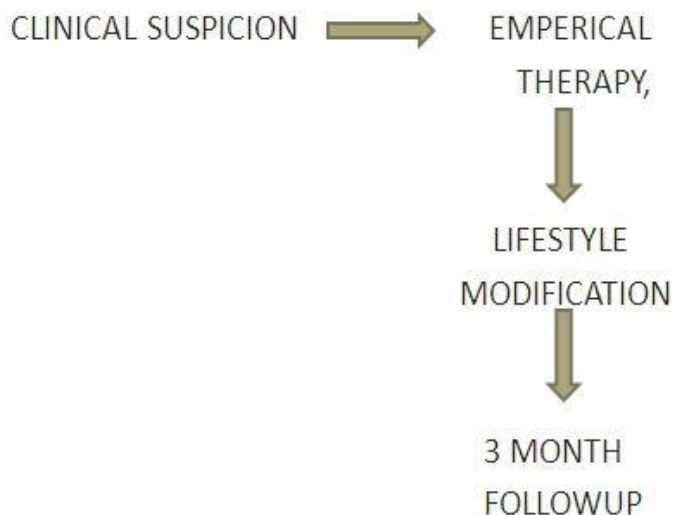 CLINICAL SUSPICION
EMPERICAL
THERAPY,
LIFESTYLE
MODIFICATION
3 MONTH
FOLLOWUP